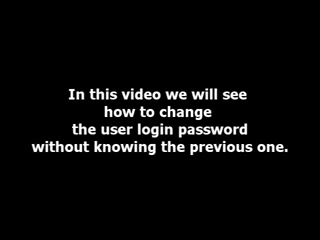 In this video we will see
how to change
the user login password
without knowing the previous one.